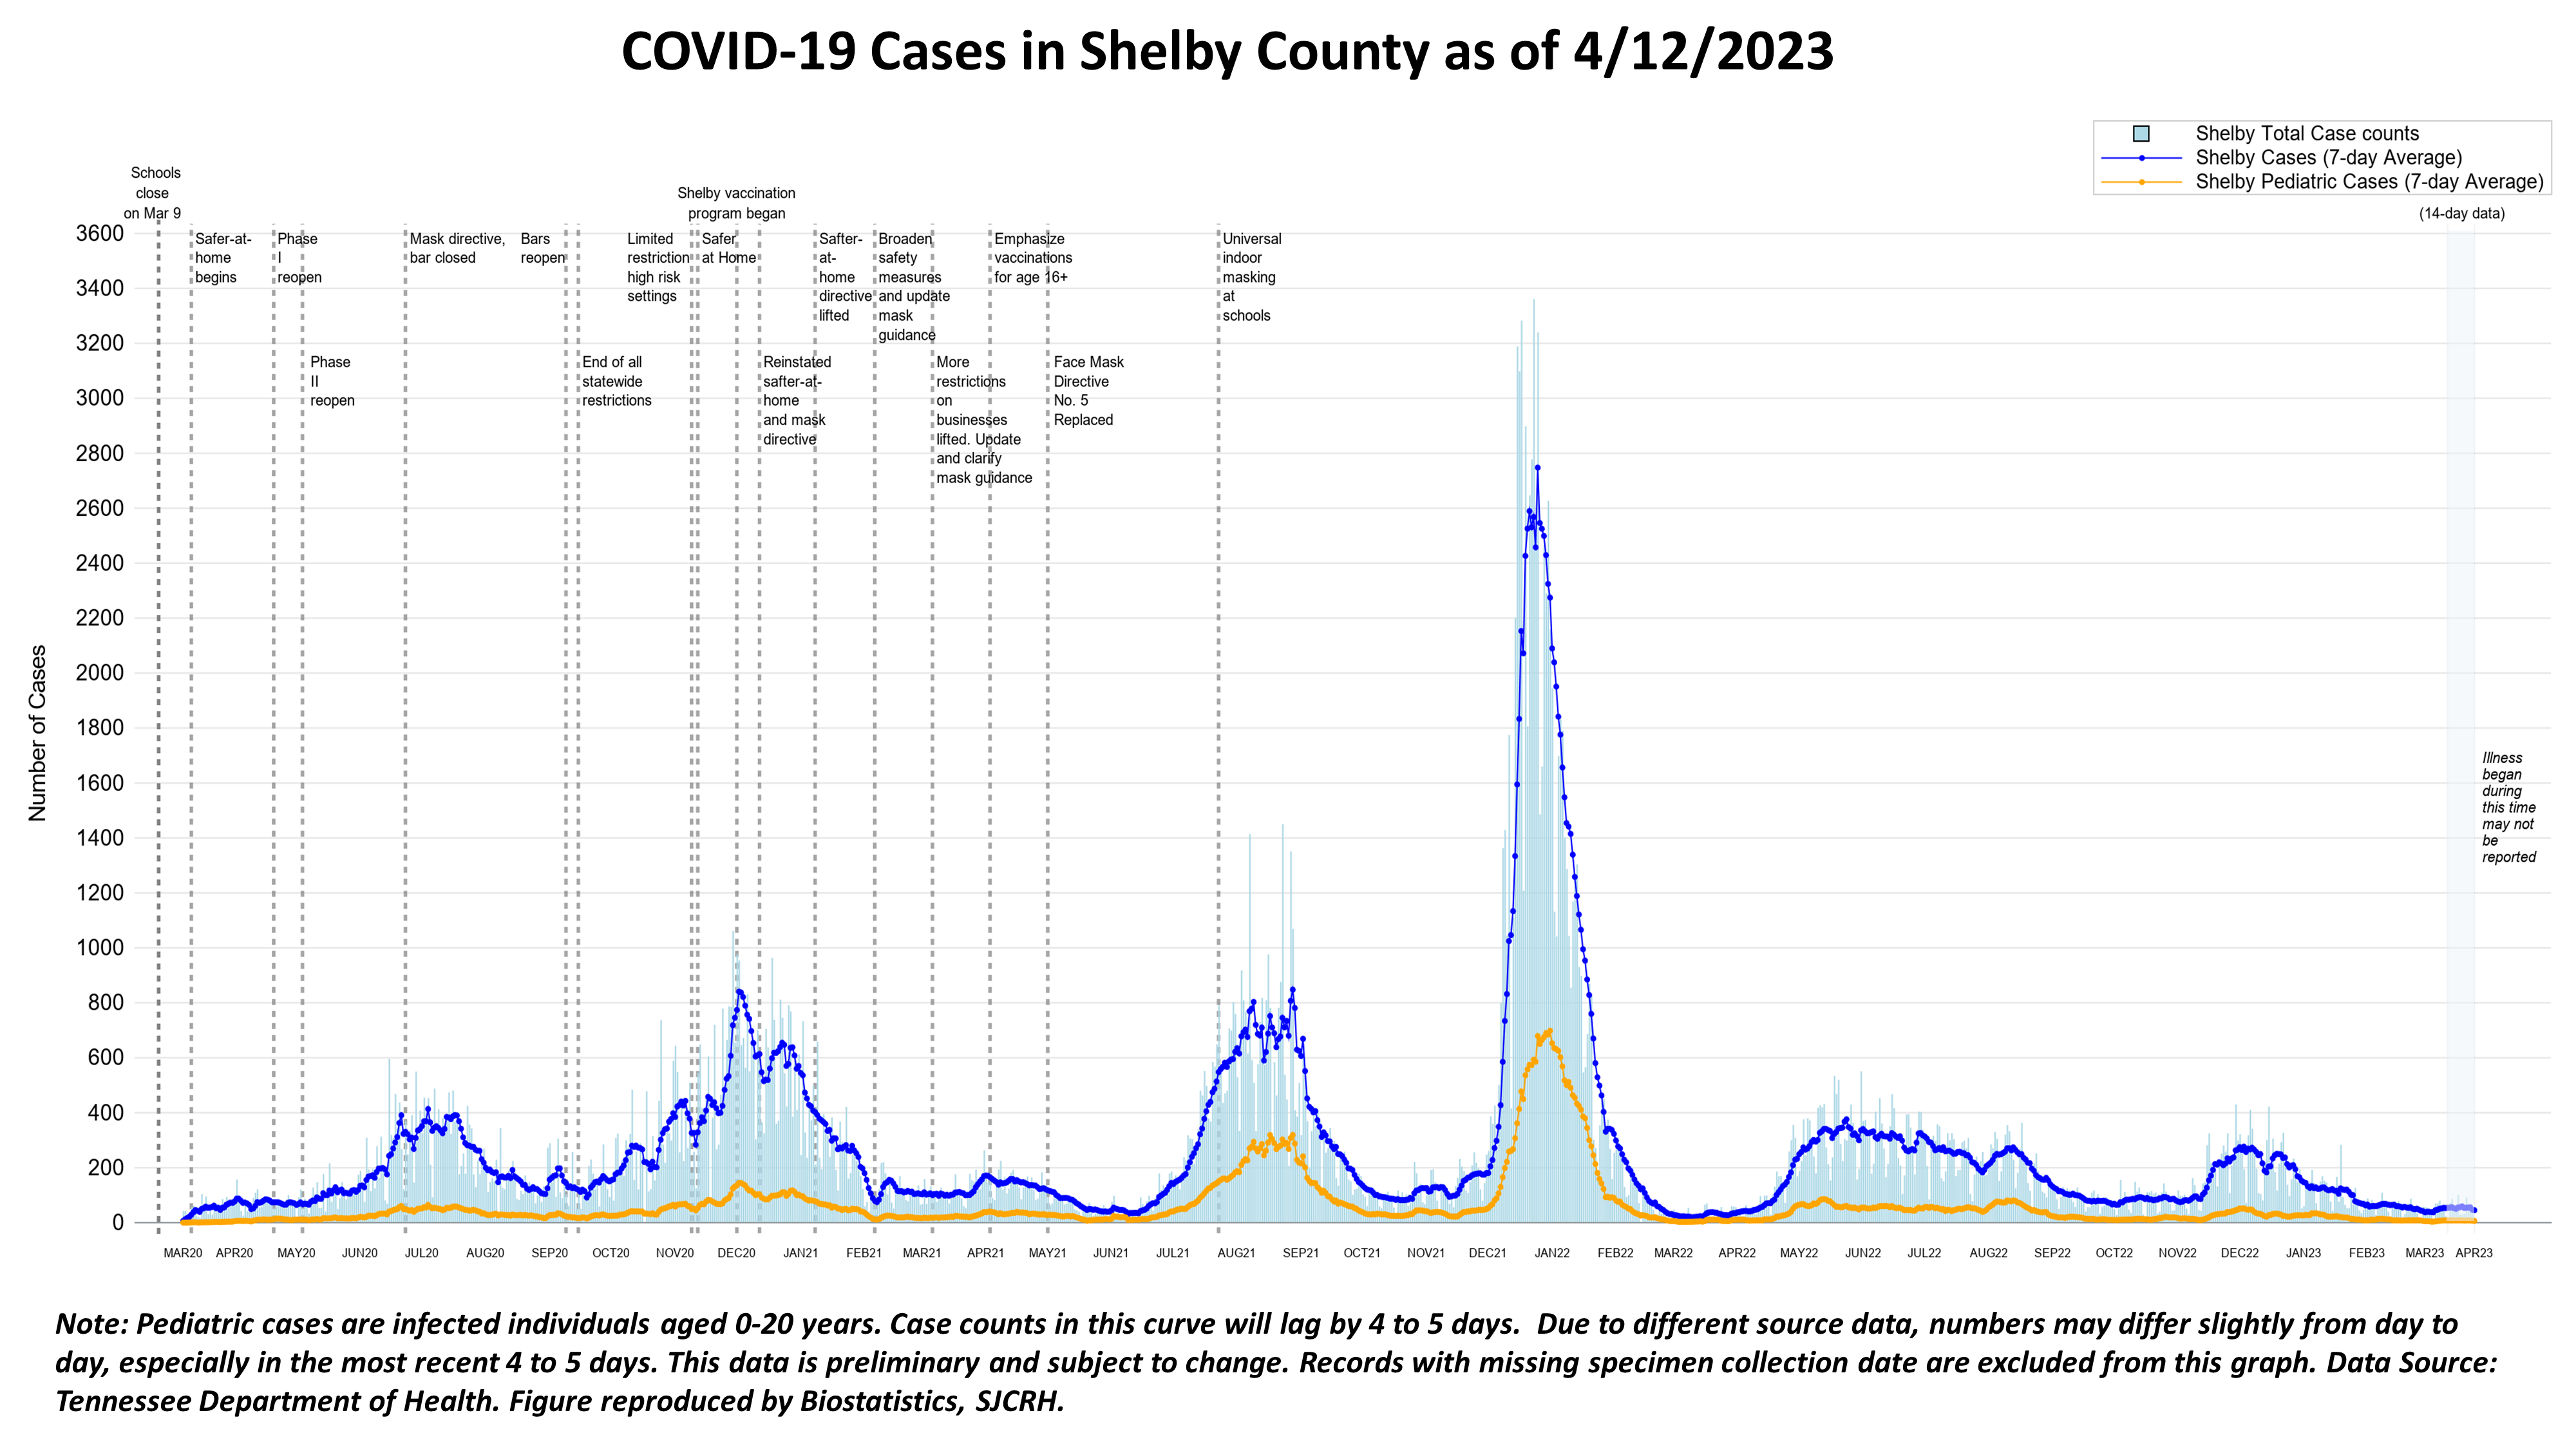 COVID-19 Cases in Shelby County as of 4/12/2023
Shelby Total Case counts
Shelby Cases (7-day Average)
Shelby Pediatric Cases (7-day Average)
Schools
close
on Mar 9
Shelby vaccination
program began
(14-day data)
Safer-at-
home
begins
Phase
I
reopen
Mask directive,
bar closed
Bars
reopen
Limited
restriction
high risk
settings
Safer
at Home
Safter-
at-
home
directive
lifted
Broaden
safety
measures
and update
mask
guidance
Emphasize
vaccinations
for age 16+
Universal
indoor
masking
at
schools
Phase
II
reopen
End of all
statewide
restrictions
Reinstated
safter-at-
home
and mask
directive
More
restrictions
on
businesses
lifted. Update
and clarify
mask guidance
Face Mask
Directive
No. 5
Replaced
Illness
began
during
this time
may not
be
reported
Number of Cases
3600
3400
3200
3000
2800
2600
2400
2200
2000
1800
1600
1400
1200
1000
800
600
400
200
0
MAR20 APR20 MAY20 JUN20 JUL20 AUG20 SEP20 OCT20 NOV20 DEC20 JAN21 FEB21 MAR21 APR21 MAY21 JUN21 JUL21 AUG21 SEP21 OCT21 NOV21 DEC21 JAN22 FEB22 MAR22 APR22 MAY22 JUN22 JUL22 AUG22 SEP22 OCT22 NOV22 DEC22 JAN23 FEB23 MAR23 APR23
Note: Pediatric cases are infected individuals aged 0-20 years. Case counts in this curve will lag by 4 to 5 days.  Due to different source data, numbers may differ slightly from day to
day, especially in the most recent 4 to 5 days. This data is preliminary and subject to change. Records with missing specimen collection date are excluded from this graph. Data Source:
Tennessee Department of Health. Figure reproduced by Biostatistics, SJCRH.